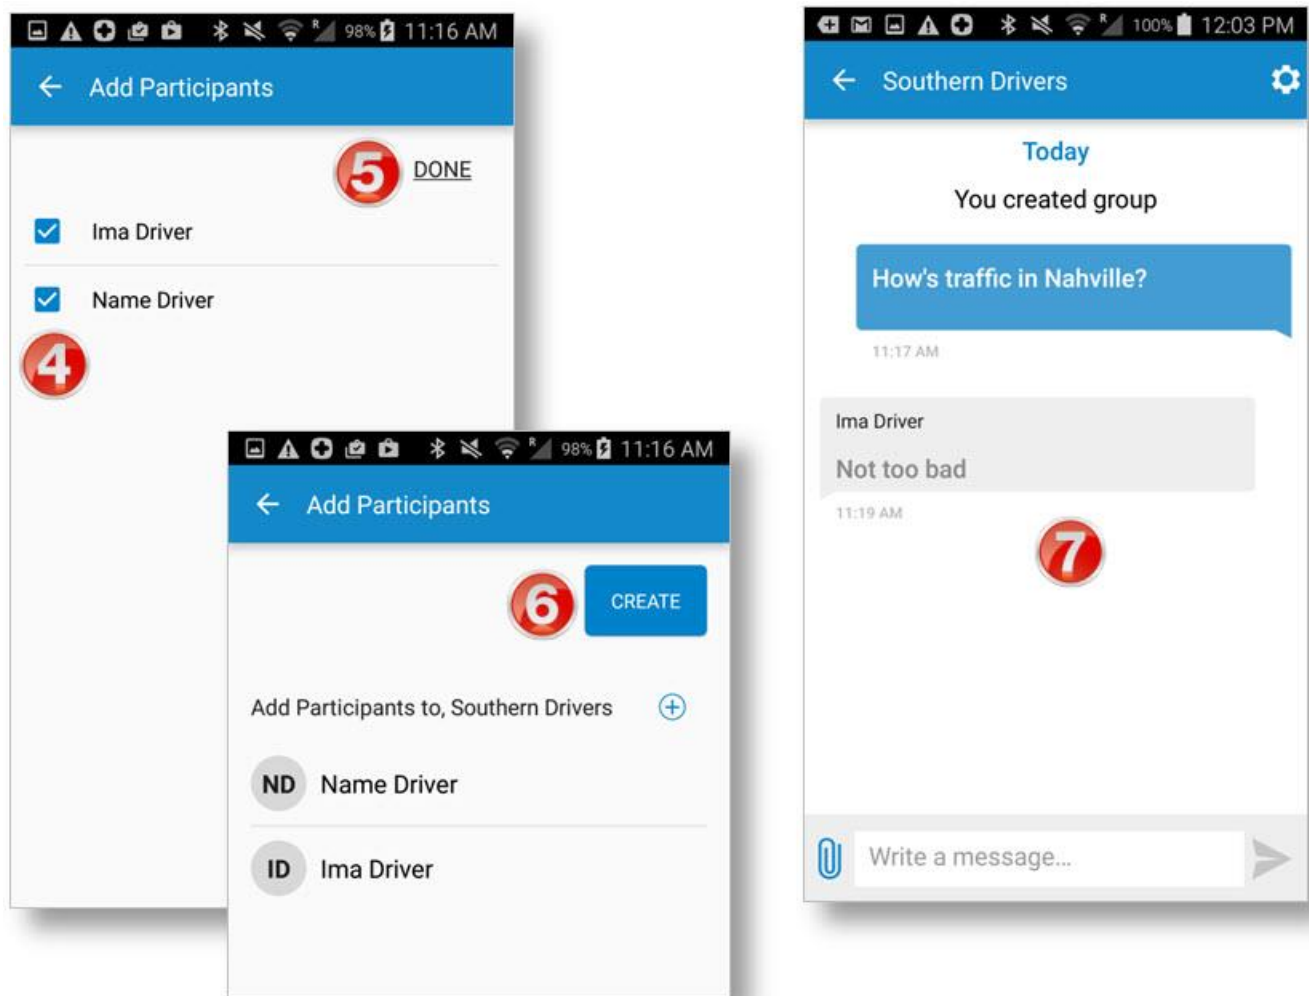 98% 11:16 AM
Add Participants
5 DONE
Ima Driver
Name Driver
4
R 98% 11:16 AM
Add Participants
6 CREATE
Add Participants to, Southern Drivers
ND Name Driver
ID Ima Driver
R 100% 12:03 PM
Southern Drivers
Today
You created group
How's traffic in Nahville?
11:17 AM
Ima Driver
Not too bad
11:19 AM
7
Write a message...